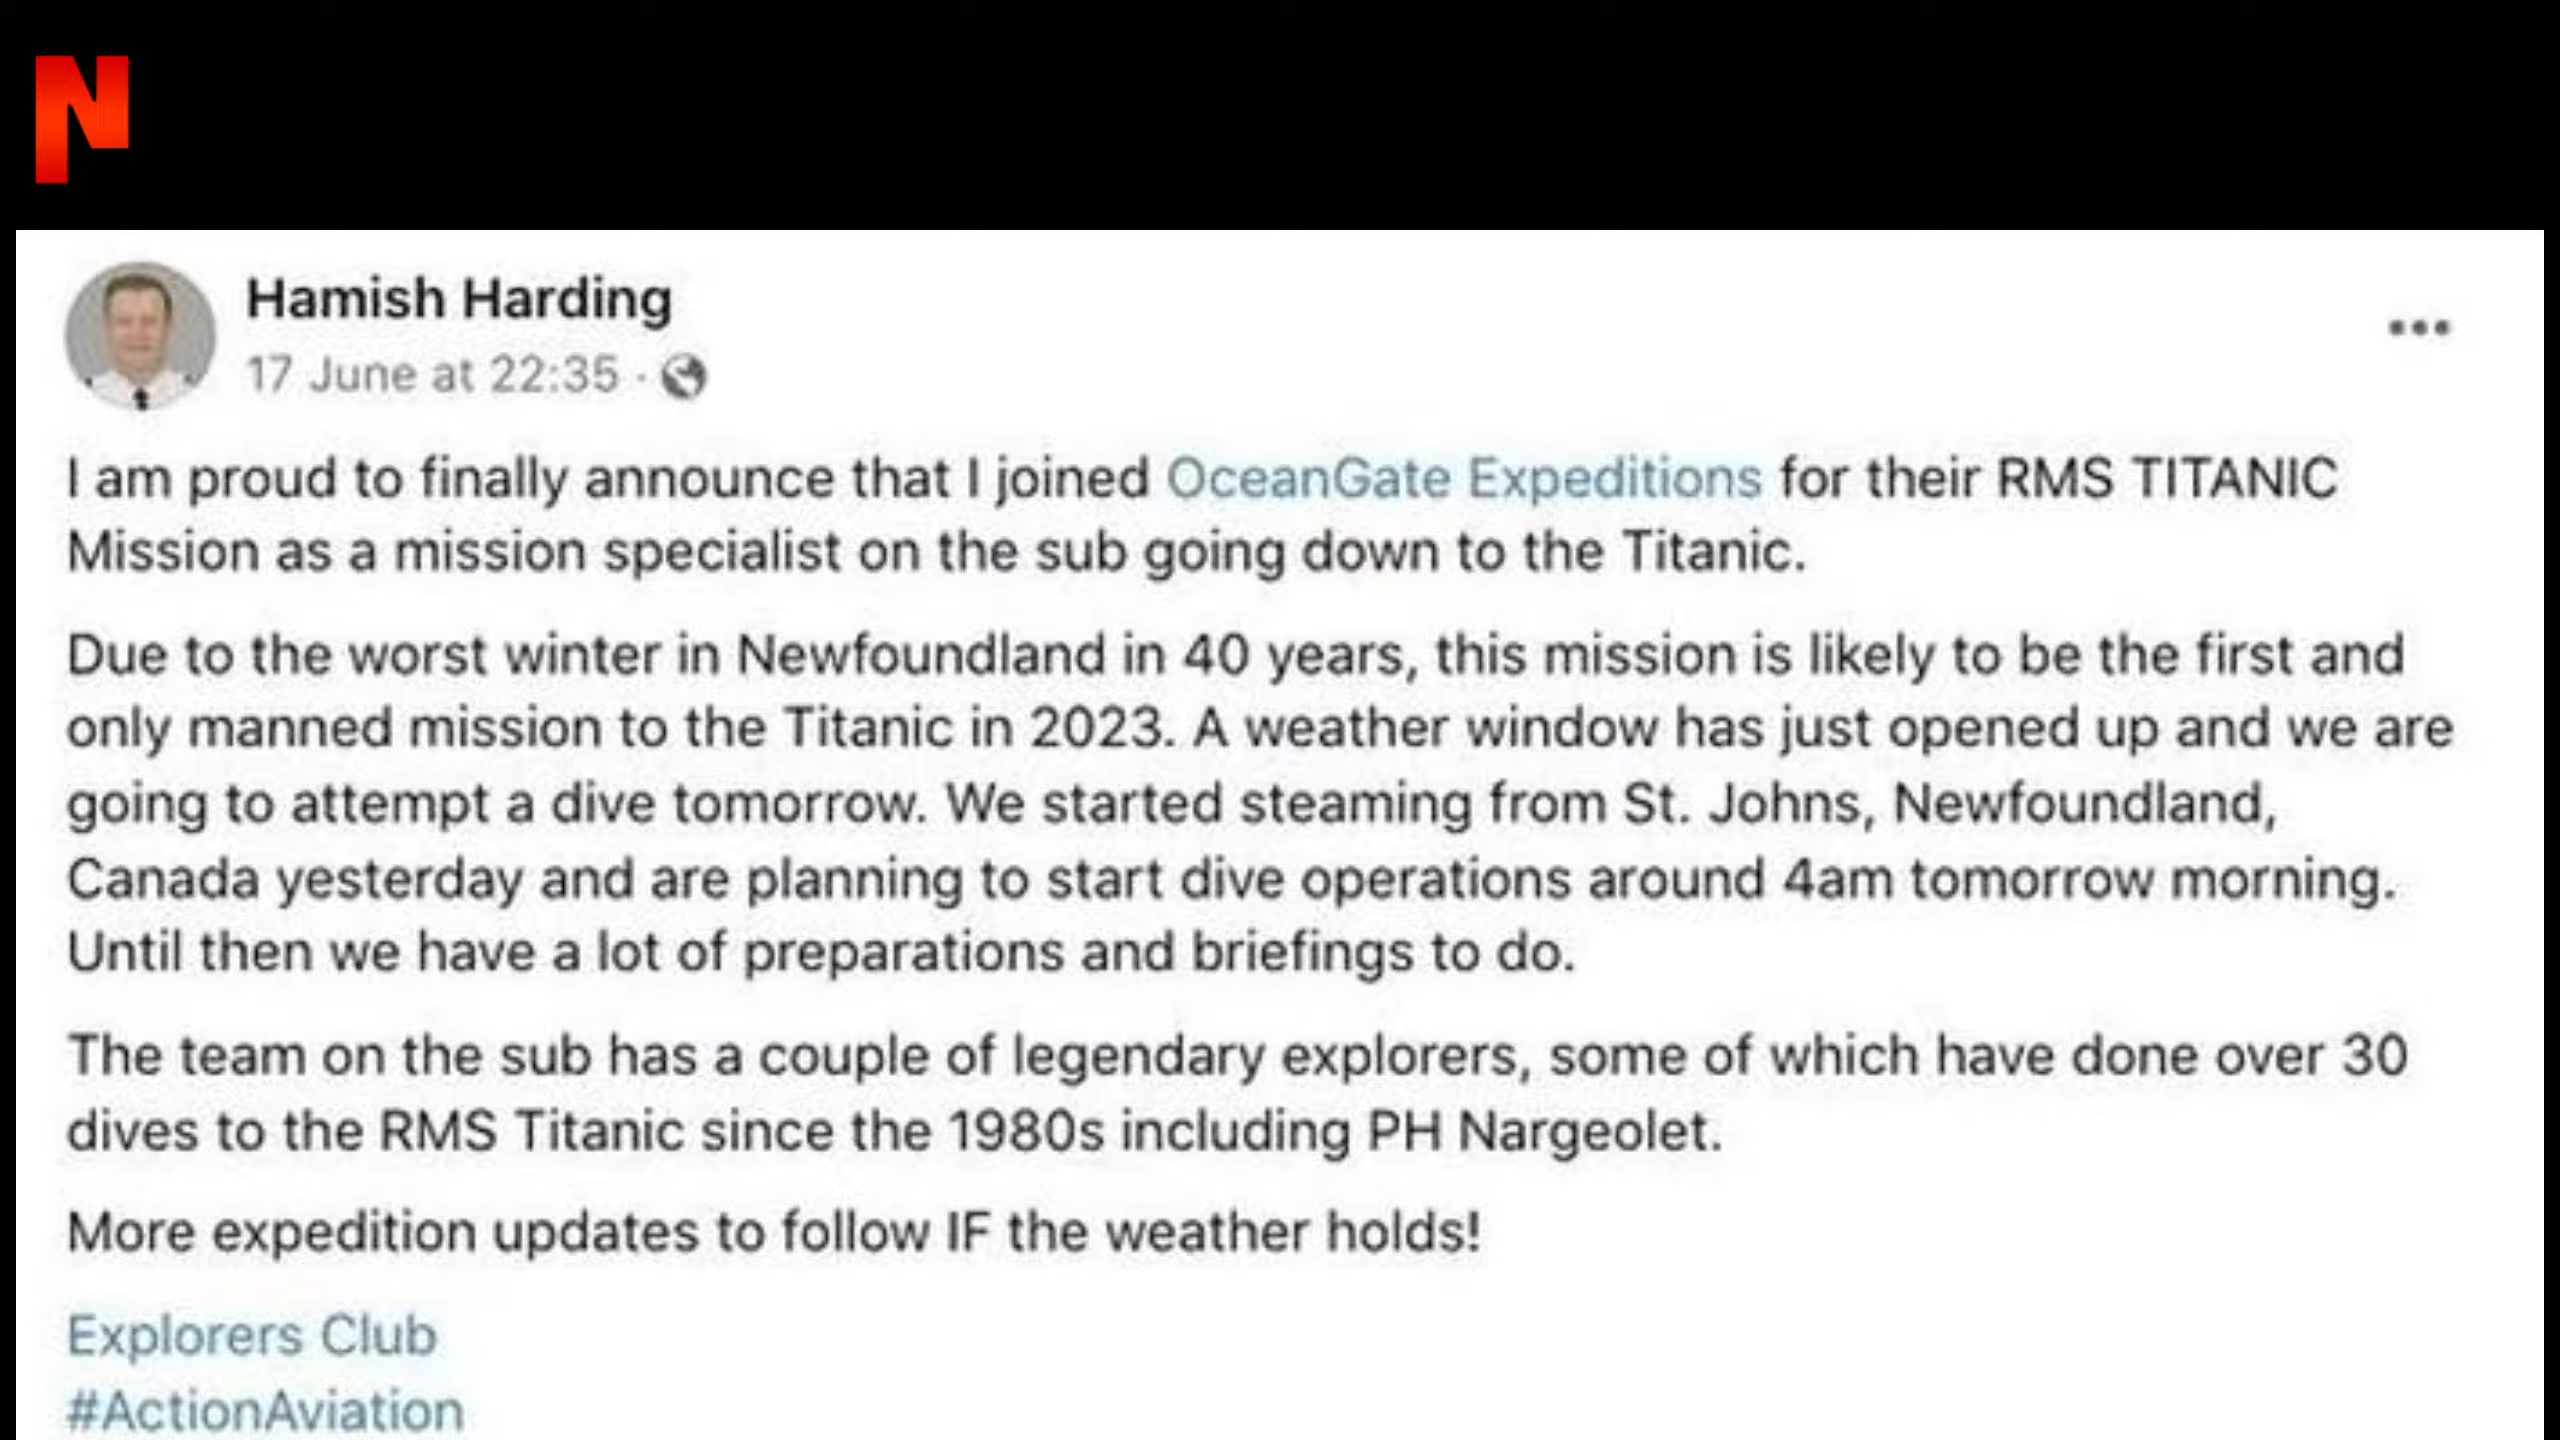 N
Hamish Harding
17 June at 22:35 ·
I am proud to finally announce that I joined OceanGate Expeditions for their RMS TITANIC
Mission as a mission specialist on the sub going down to the Titanic.
Due to the worst winter in Newfoundland in 40 years, this mission is likely to be the first and
only manned mission to the Titanic in 2023. A weather window has just opened up and we are
going to attempt a dive tomorrow. We started steaming from St. Johns, Newfoundland,
Canada yesterday and are planning to start dive operations around 4am tomorrow morning.
Until then we have a lot of preparations and briefings to do.
The team on the sub has a couple of legendary explorers, some of which have done over 30
dives to the RMS Titanic since the 1980s including PH Nargeolet.
More expedition updates to follow IF the weather holds!
Explorers Club
#ActionAviation